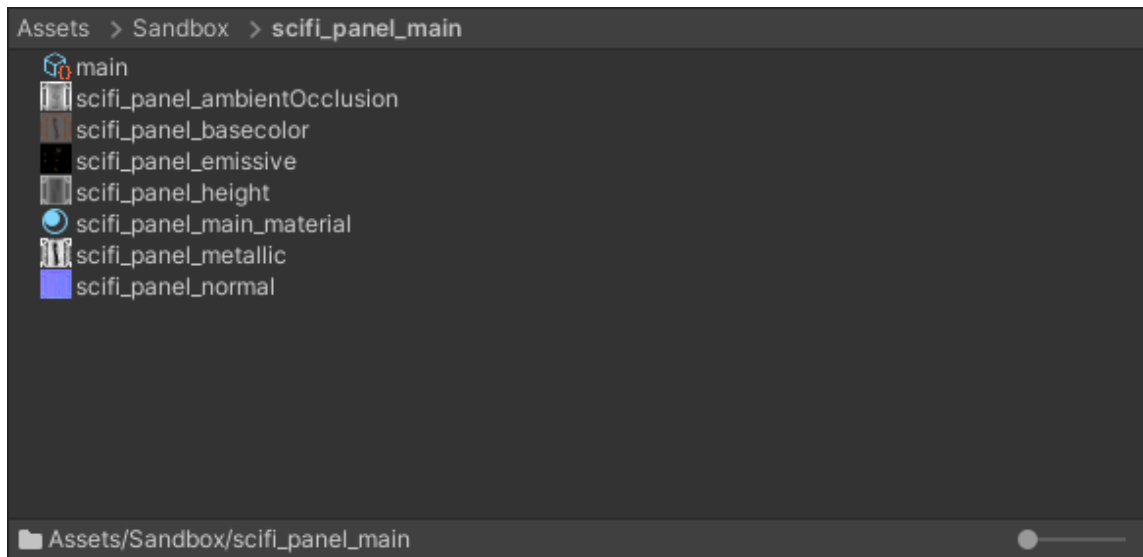 Assets > Sandbox > scifi_panel_main
main
scifi_panel_ambientOcclusion
scifi_panel_basecolor
scifi_panel_emissive
scifi_panel_height
scifi_panel_main_material
scifi_panel_metallic
scifi_panel_normal
Assets/Sandbox/scifi_panel_main